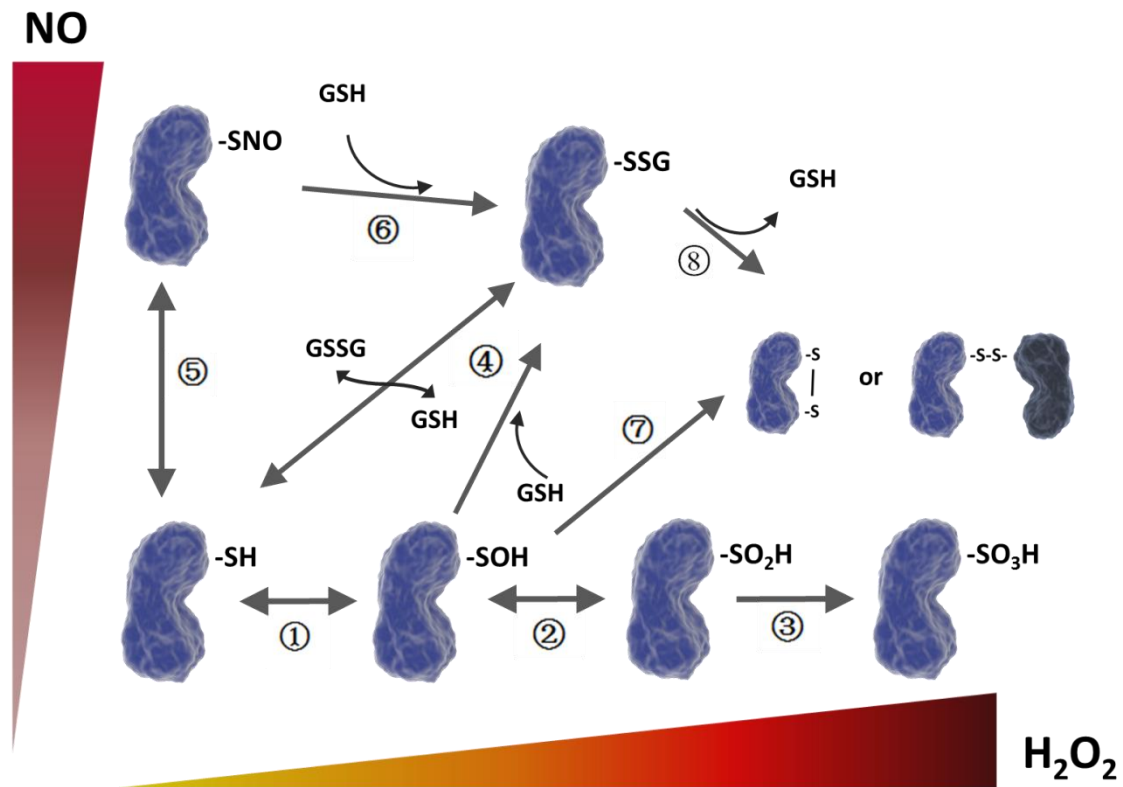 NO
GSH
-SNO
-SSG
GSH
⑥
⑧
GSSG
④
⑤
GSH
-S
-S
or
-S-S-
⑦
GSH
-SH
-SOH
-SO₂H
-SO₃H
①
②
③
H₂O₂